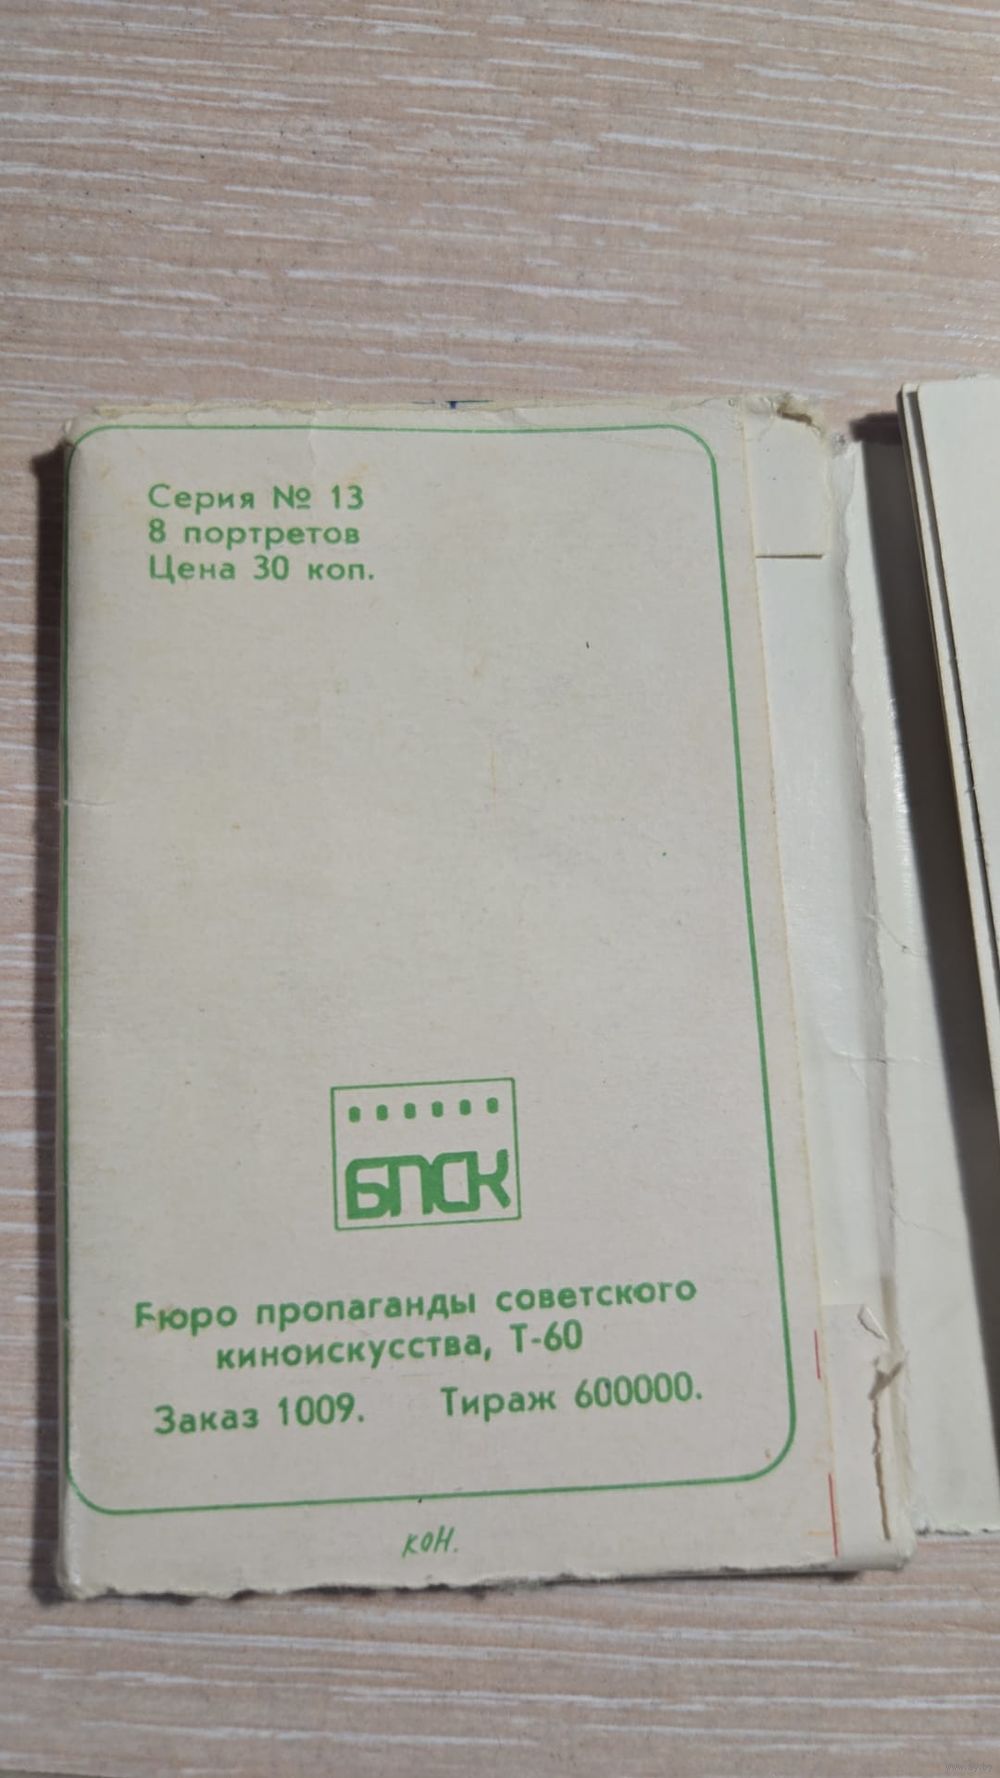 Серия № 13
8 портретов
Цена 30 коп.
БПСК
Бюро пропаганды советского
киноискусства, Т-60
Заказ 1009. Тираж 600000.
кон.